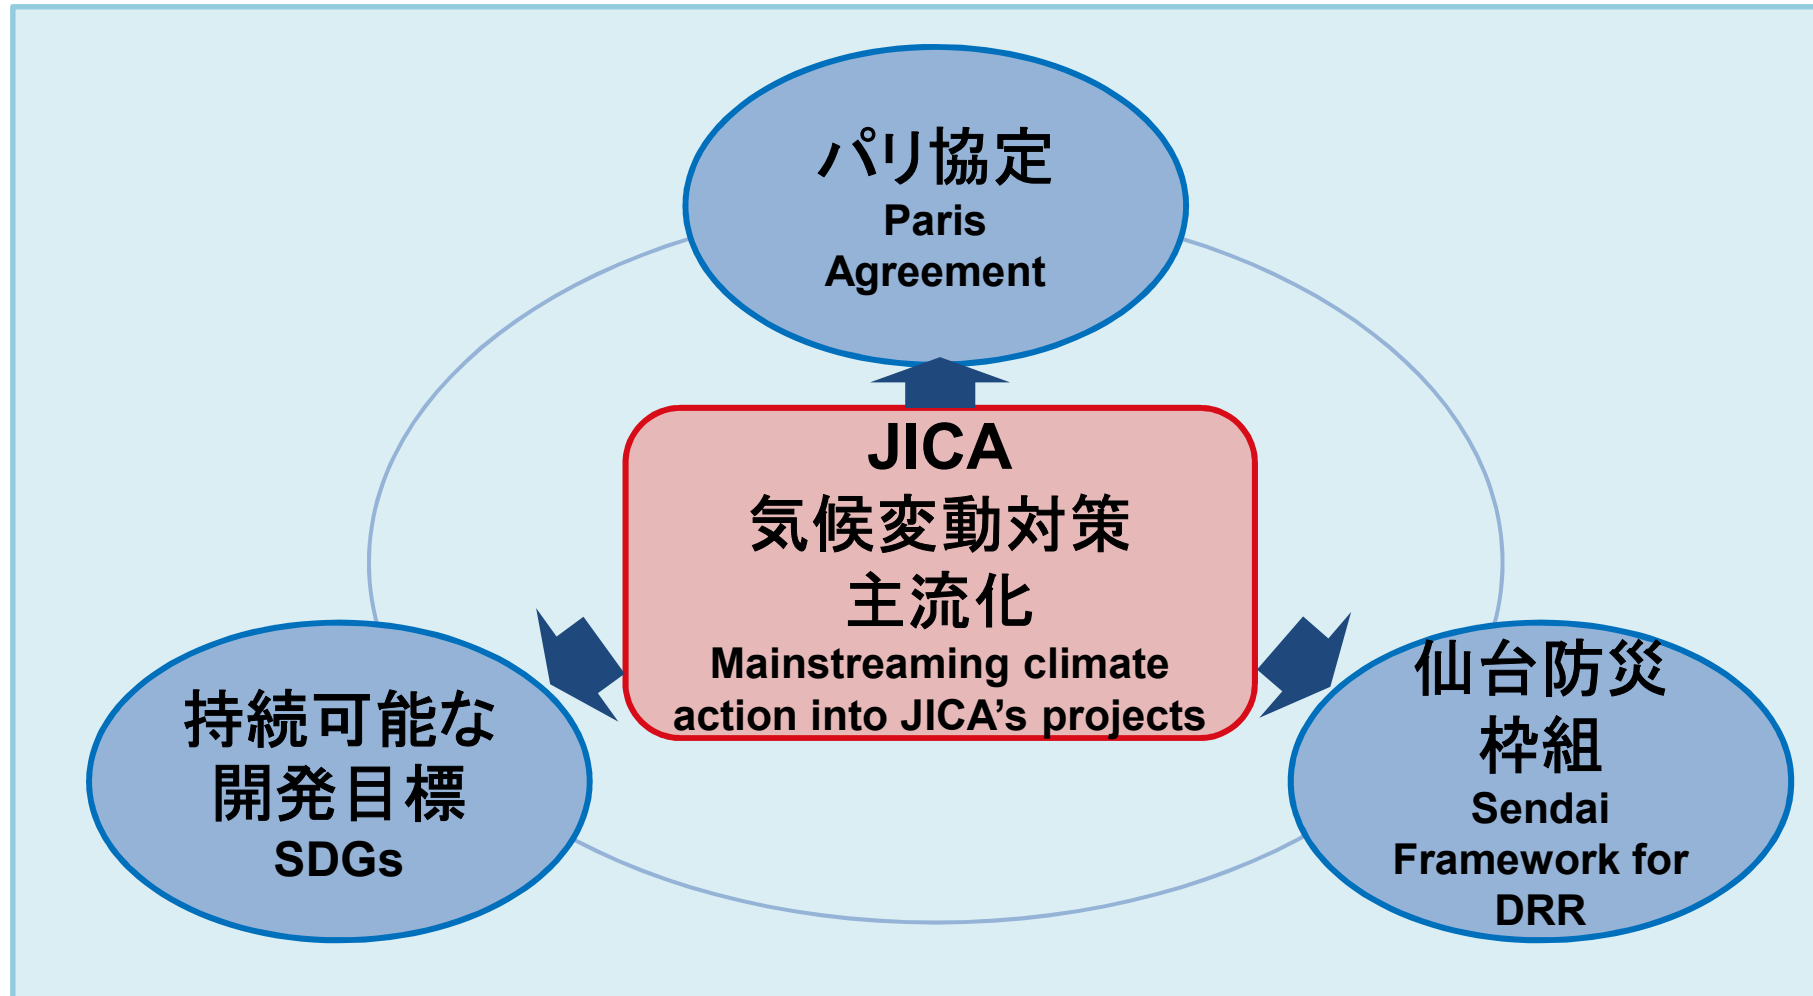 パリ協定
Paris
Agreement
JICA
気候変動対策
主流化
Mainstreaming climate
action into JICA’s projects
持続可能な
開発目標
SDGs
仙台防災
枠組
Sendai
Framework for
DRR